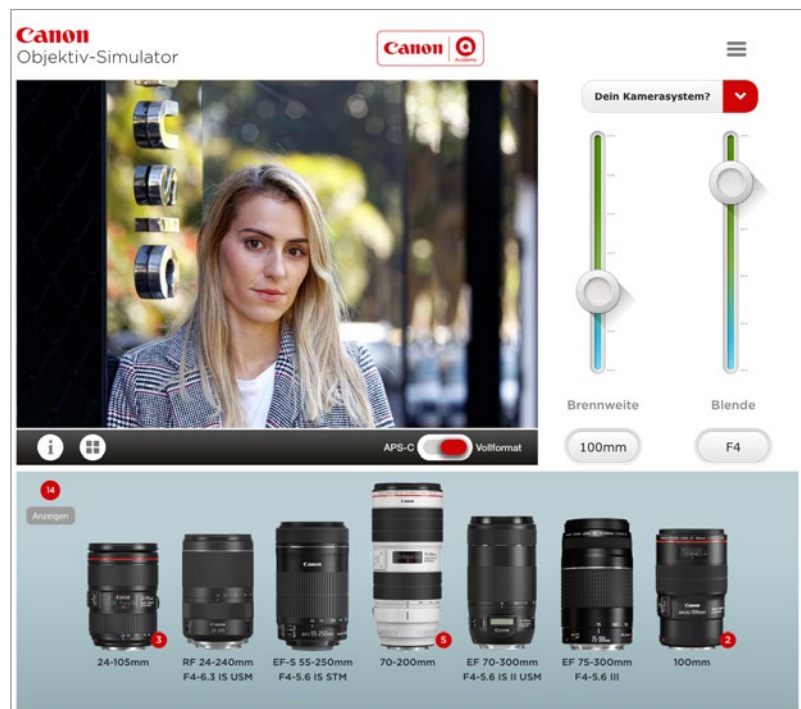 Canon
Objektiv-Simulator
Canon
Academy
Dein Kamerasystem?
Brennweite
Blende
100mm
F4
i
APS-C
Vollformat
14
Anzeigen
Canon
3
5
2
24-105mm
RF 24-240mm
F4-6.3 IS USM
EF-S 55-250mm
F4-5.6 IS STM
70-200mm
EF 70-300mm
F4-5.6 IS II USM
EF 75-300mm
F4-5.6 III
100mm